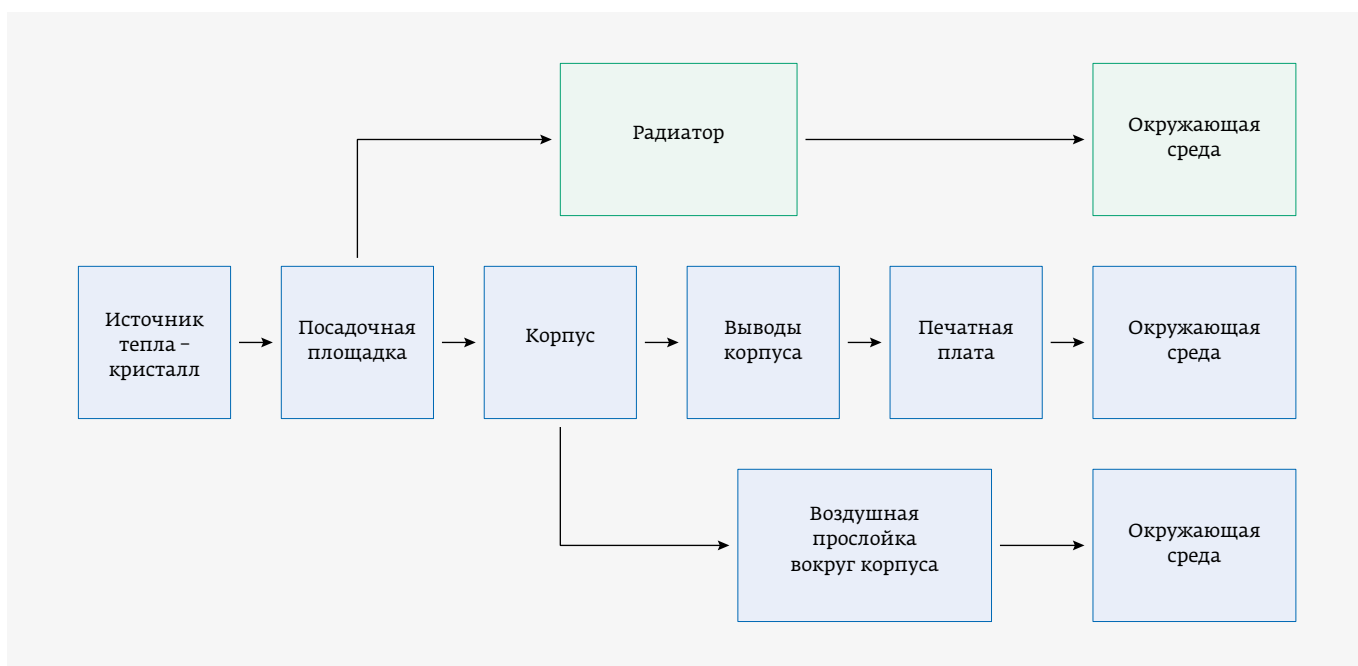 Радиатор
Окружающая
среда
Источник
тепла –
кристалл
Посадочная
площадка
Корпус
Выводы
корпуса
Печатная
плата
Окружающая
среда
Воздушная
прослойка
вокруг корпуса
Окружающая
среда